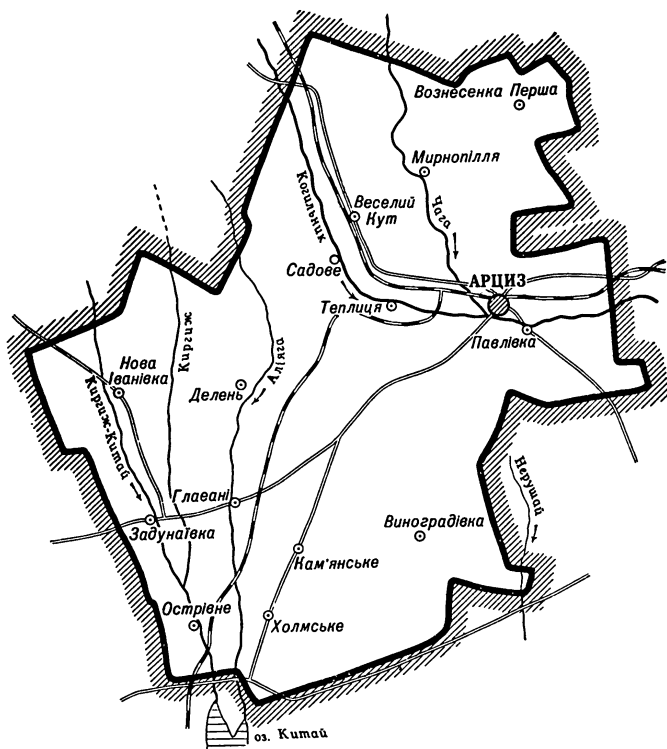 Вознесенка Перша
Мирнопілля
Когильник
Веселий
Кут
Чага
Садове
АРЦИЗ
Теплиця
Павлівка
Киргиж
Нова
Іванівка
Делень
Аліяга
Киргиж-Китай
Нерушай
Главані
Задунаївка
Виноградівка
Кам'янське
Острівне
Холмське
оз. Китай